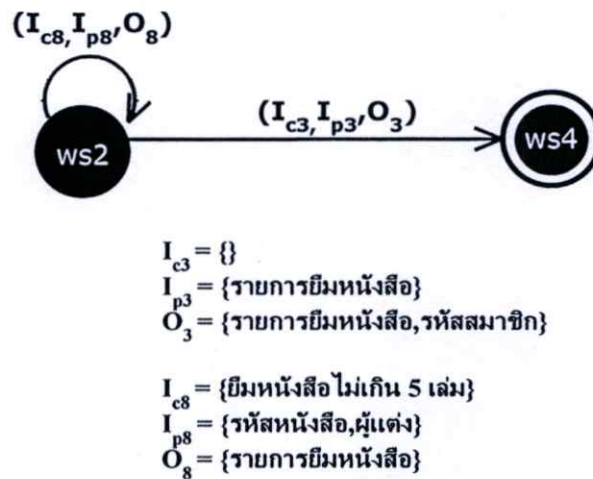 (Ic8,Ip8,O8)
(Ic3,Ip3,O3)
ws2
ws4
Ic3 = {}
Ip3 = {รายการยืมหนังสือ}
O3 = {รายการยืมหนังสือ,รหัสสมาชิก}
Ic8 = {ยืมหนังสือไม่เกิน 5 เล่ม}
Ip8 = {รหัสหนังสือ,ผู้แต่ง}
O8 = {รายการยืมหนังสือ}